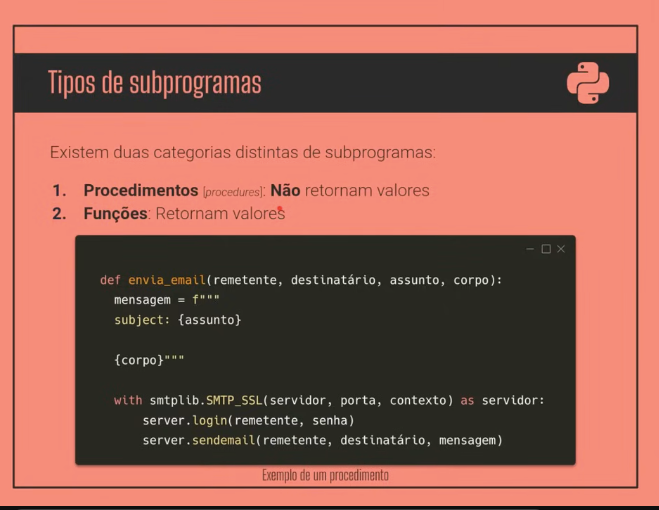 Tipos de subprogramas
Existem duas categorias distintas de subprogramas:
1. Procedimentos [procedures]: Não retornam valores
2. Funções: Retornam valores
def envia_email(remetente, destinatário, assunto, corpo):
mensagem = f"""
subject: {assunto}
{corpo}"""
with smtplib.SMTP_SSL(servidor, porta, contexto) as servidor:
server.login(remetente, senha)
server.sendemail(remetente, destinatário, mensagem)
Exemplo de um procedimento